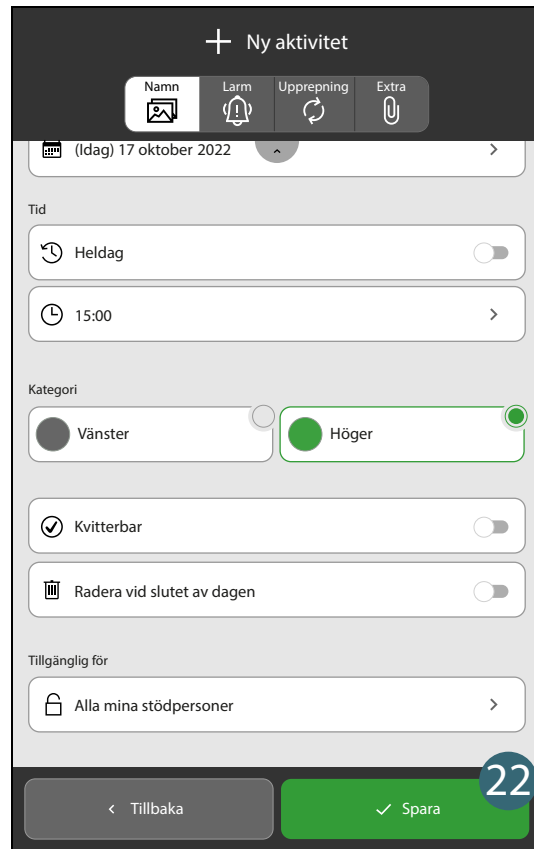 Ny aktivitet
Namn Larm Upprepning Extra
(Idag) 17 oktober 2022
Tid
Heldag
15:00
Kategori
Vänster Höger
Kvitterbar
Radera vid slutet av dagen
Tillgänglig för
Alla mina stödpersoner
22
Tillbaka Spara